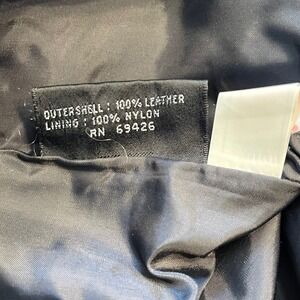 OUTERSHELL : 100% LEATHER
LINING : 100% NYLON
RN 69426